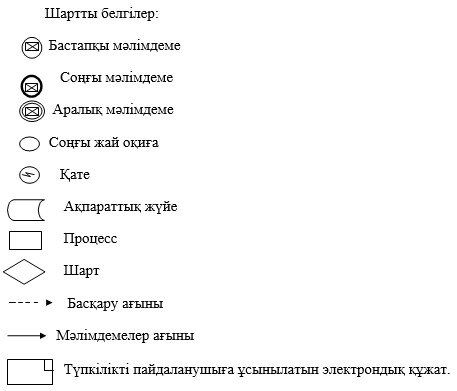 Шартты белгілер:
Бастапқы мәлімдеме
Соңғы мәлімдеме
Аралық мәлімдеме
Соңғы жай оқиға
Қате
Ақпараттық жүйе
Процесс
Шарт
Басқару ағыны
Мәлімдемелер ағыны
Түпкілікті пайдаланушыға ұсынылатын электрондық құжат.